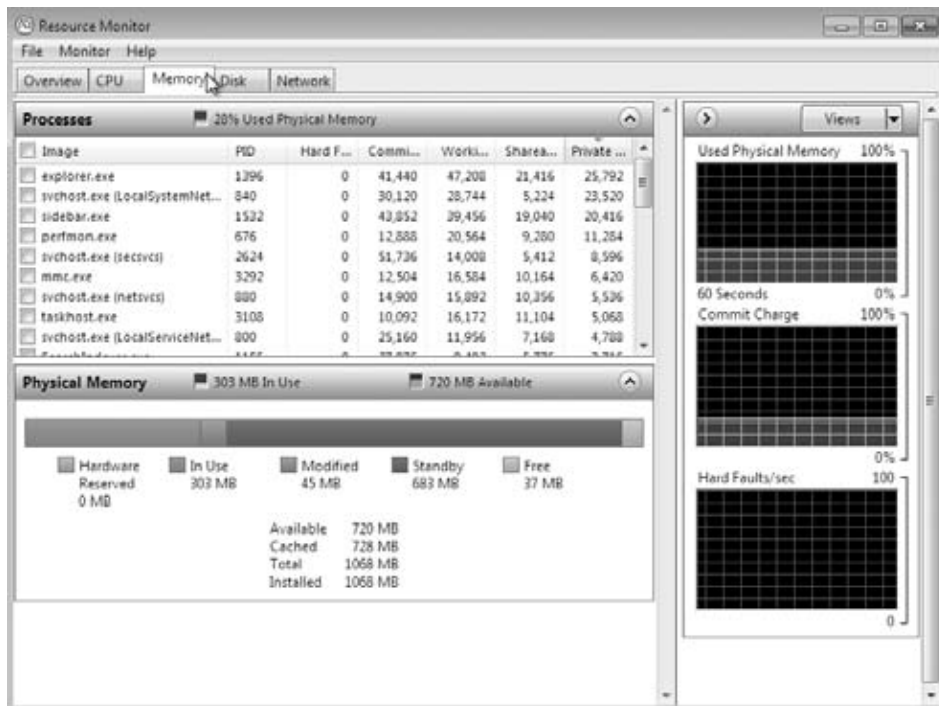 Resource Monitor
File Monitor Help
Overview CPU Memory Disk Network
Processes 28% Used Physical Memory
Image PID Hard F... Commi... Worki... Sharea... Private ...
explorer.exe 1396 0 41,440 47,208 21,416 25,792
svchost.exe (LocalSystemNet... 840 0 30,120 28,744 5,224 23,520
sidebar.exe 1532 0 43,852 39,456 19,040 20,416
perfmon.exe 676 0 12,888 20,564 9,280 11,284
svchost.exe (secsvcs) 2624 0 51,736 14,008 5,412 8,596
mmc.exe 3292 0 12,504 16,584 10,164 6,420
svchost.exe (netsvcs) 880 0 14,900 15,892 10,356 5,536
taskhost.exe 3108 0 10,092 16,172 11,104 5,068
svchost.exe (LocalServiceNet... 800 0 25,160 11,956 7,168 4,788
Physical Memory 303 MB In Use 720 MB Available
Hardware Reserved 0 MB
In Use 303 MB
Modified 45 MB
Standby 683 MB
Free 37 MB
Available 720 MB
Cached 728 MB
Total 1068 MB
Installed 1068 MB
Views
Used Physical Memory 100%
60 Seconds 0%
Commit Charge 100%
0%
Hard Faults/sec 100
0